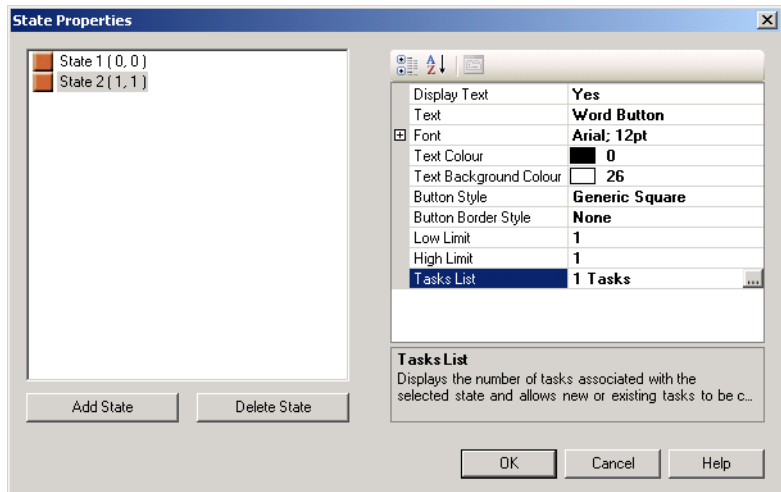 State Properties
State 1 ( 0, 0 )
State 2 ( 1, 1 )
Display Text Yes
Text Word Button
Font Arial; 12pt
Text Colour 0
Text Background Colour 26
Button Style Generic Square
Button Border Style None
Low Limit 1
High Limit 1
Tasks List 1 Tasks ...
Tasks List
Displays the number of tasks associated with the
selected state and allows new or existing tasks to be c...
Add State Delete State
OK Cancel Help